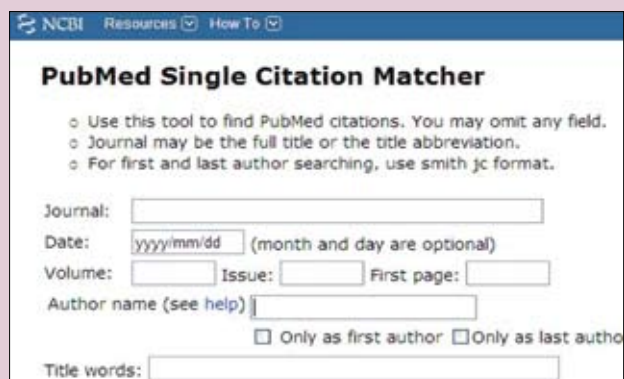 NCBI Resources How To
PubMed Single Citation Matcher
Use this tool to find PubMed citations. You may omit any field.
Journal may be the full title or the title abbreviation.
For first and last author searching, use smith jc format.
Journal:
Date: yyyy/mm/dd (month and day are optional)
Volume: Issue: First page:
Author name (see help)
Only as first author Only as last autho
Title words: